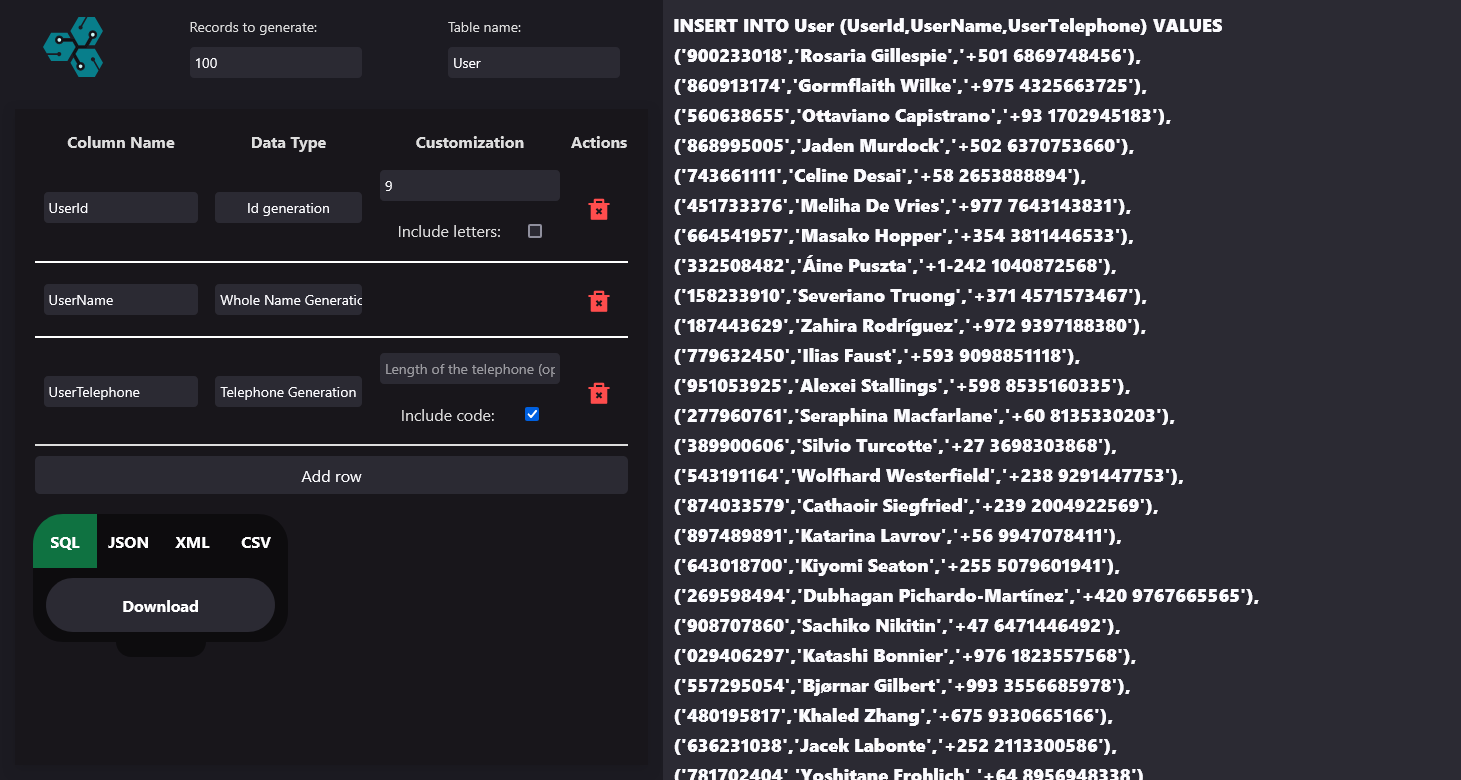 Records to generate:
Table name:
100
User
Column Name Data Type Customization Actions
9
UserId
Id generation
Include letters:
UserName
Whole Name Generatic
Length of the telephone (op
UserTelephone
Telephone Generation
Include code:
Add row
SQL JSON XML CSV
Download
INSERT INTO User (UserId,UserName,UserTelephone) VALUES
('900233018','Rosaria Gillespie','+501 6869748456'),
('860913174','Gormflaith Wilke','+975 4325663725'),
('560638655','Ottaviano Capistrano','+93 1702945183'),
('868995005','Jaden Murdock','+502 6370753660'),
('743661111','Celine Desai','+58 2653888894'),
('451733376','Meliha De Vries','+977 7643143831'),
('664541957','Masako Hopper','+354 3811446533'),
('332508482','Áine Puszta','+1-242 1040872568'),
('158233910','Severiano Truong','+371 4571573467'),
('187443629','Zahira Rodríguez','+972 9397188380'),
('779632450','Ilias Faust','+593 9098851118'),
('951053925','Alexei Stallings','+598 8535160335'),
('277960761','Seraphina Macfarlane','+60 8135330203'),
('389900606','Silvio Turcotte','+27 3698303868'),
('543191164','Wolfhard Westerfield','+238 9291447753'),
('874033579','Cathaoir Siegfried','+239 2004922569'),
('897489891','Katarina Lavrov','+56 9947078411'),
('643018700','Kiyomi Seaton','+255 5079601941'),
('269598494','Dubhagan Pichardo-Martínez','+420 9767665565'),
('908707860','Sachiko Nikitin','+47 6471446492'),
('029406297','Katashi Bonnier','+976 1823557568'),
('557295054','Bjørnar Gilbert','+993 3556685978'),
('480195817','Khaled Zhang','+675 9330665166'),
('636231038','Jacek Labonte','+252 2113300586'),
('781702404','Yoshitane Frohlich','+64 8956948338'),